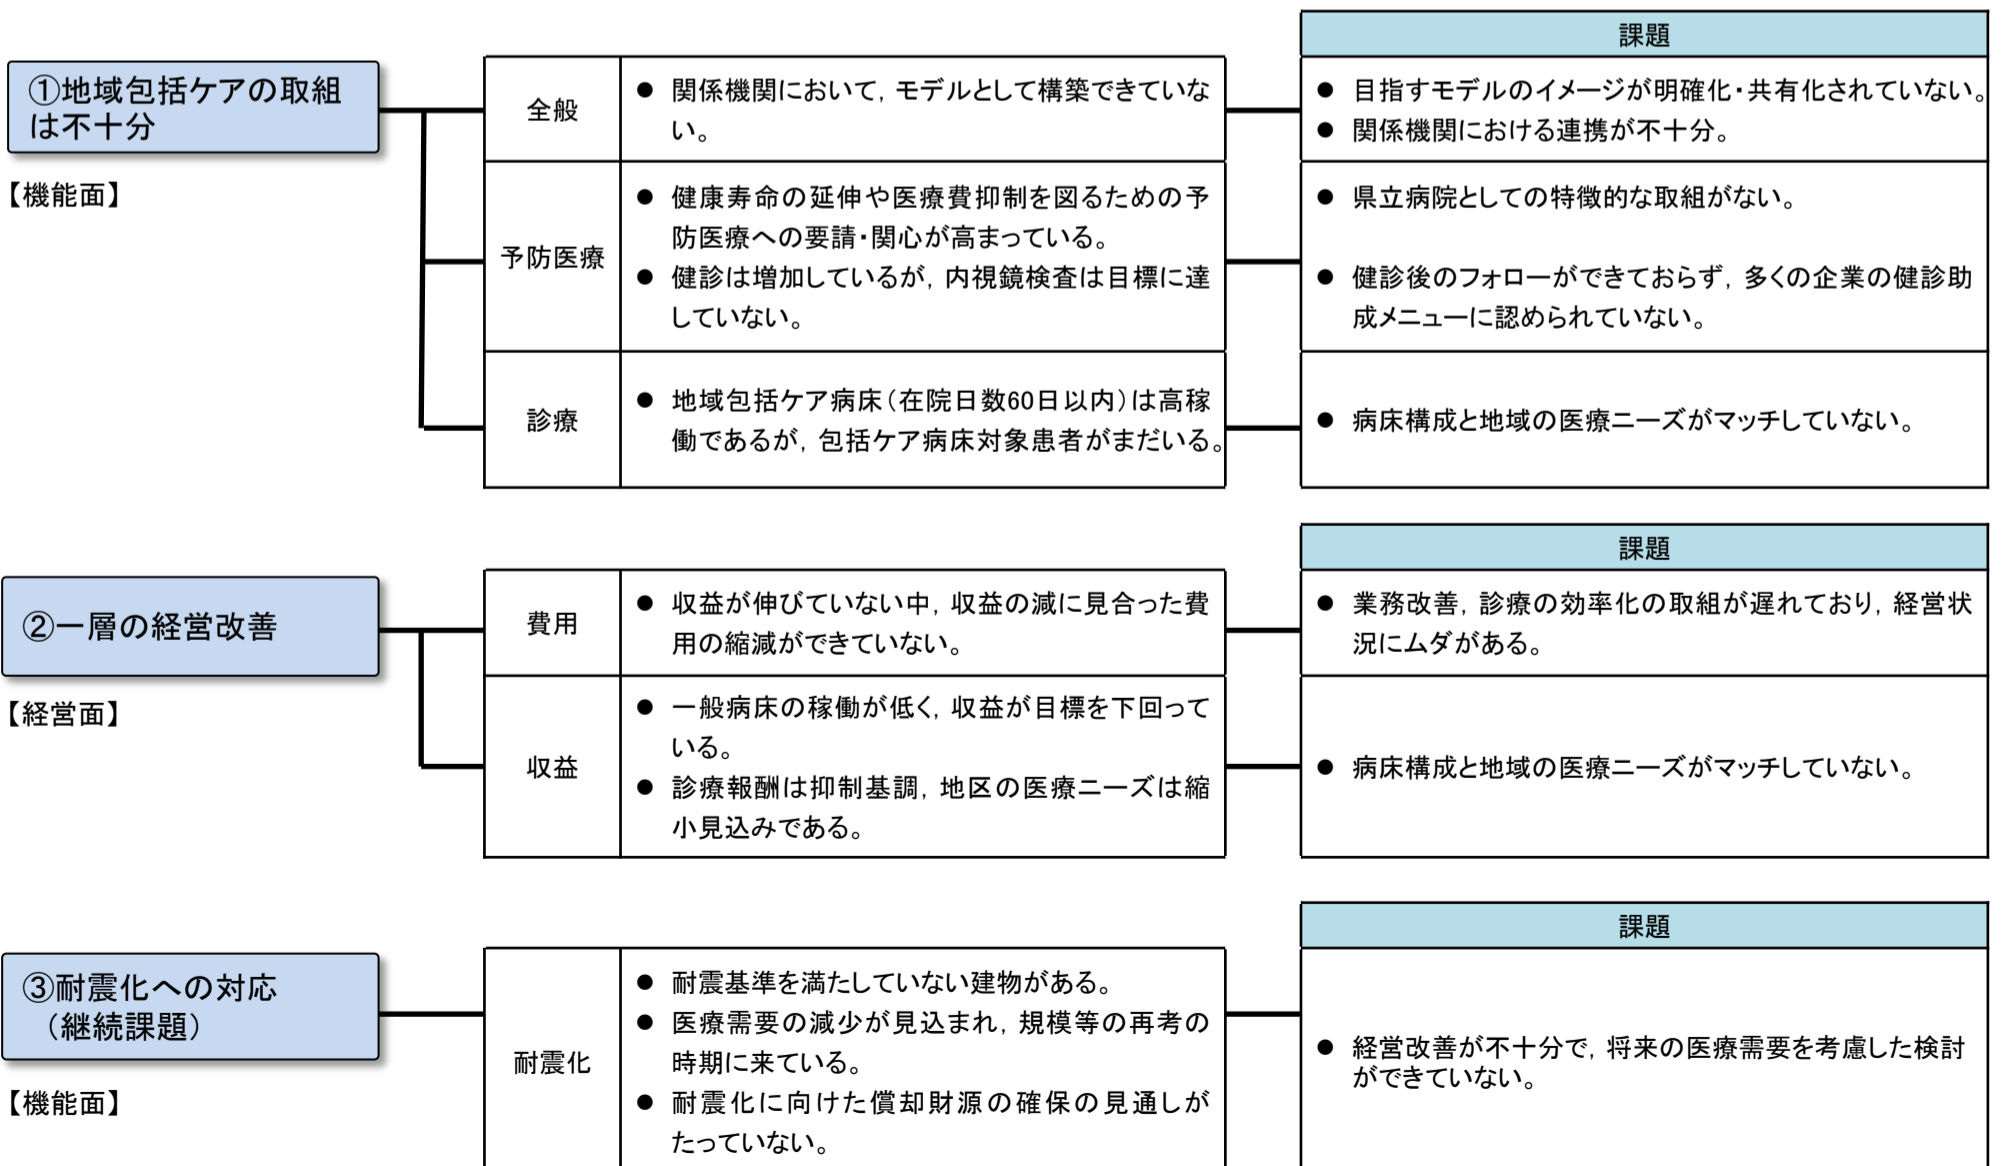 課題
①地域包括ケアの取組
は不十分
【機能面】
全般
● 関係機関において，モデルとして構築できていな
い。
● 目指すモデルのイメージが明確化・共有化されていない。
● 関係機関における連携が不十分。
予防医療
● 健康寿命の延伸や医療費抑制を図るための予
防医療への要請・関心が高まっている。
● 健診は増加しているが，内視鏡検査は目標に達
していない。
● 県立病院としての特徴的な取組がない。
● 健診後のフォローができておらず，多くの企業の健診助
成メニューに認められていない。
診療
● 地域包括ケア病床（在院日数60日以内）は高稼
働であるが，包括ケア病床対象患者がまだいる。
● 病床構成と地域の医療ニーズがマッチしていない。
課題
②一層の経営改善
【経営面】
費用
● 収益が伸びていない中，収益の減に見合った費
用の縮減ができていない。
● 業務改善，診療の効率化の取組が遅れており，経営状
況にムダがある。
収益
● 一般病床の稼働が低く，収益が目標を下回って
いる。
● 診療報酬は抑制基調，地区の医療ニーズは縮
小見込みである。
● 病床構成と地域の医療ニーズがマッチしていない。
課題
③耐震化への対応
（継続課題）
【機能面】
耐震化
● 耐震基準を満たしていない建物がある。
● 医療需要の減少が見込まれ，規模等の再考の
時期に来ている。
● 耐震化に向けた償却財源の確保の見通しが
たっていない。
● 経営改善が不十分で，将来の医療需要を考慮した検討
ができていない。